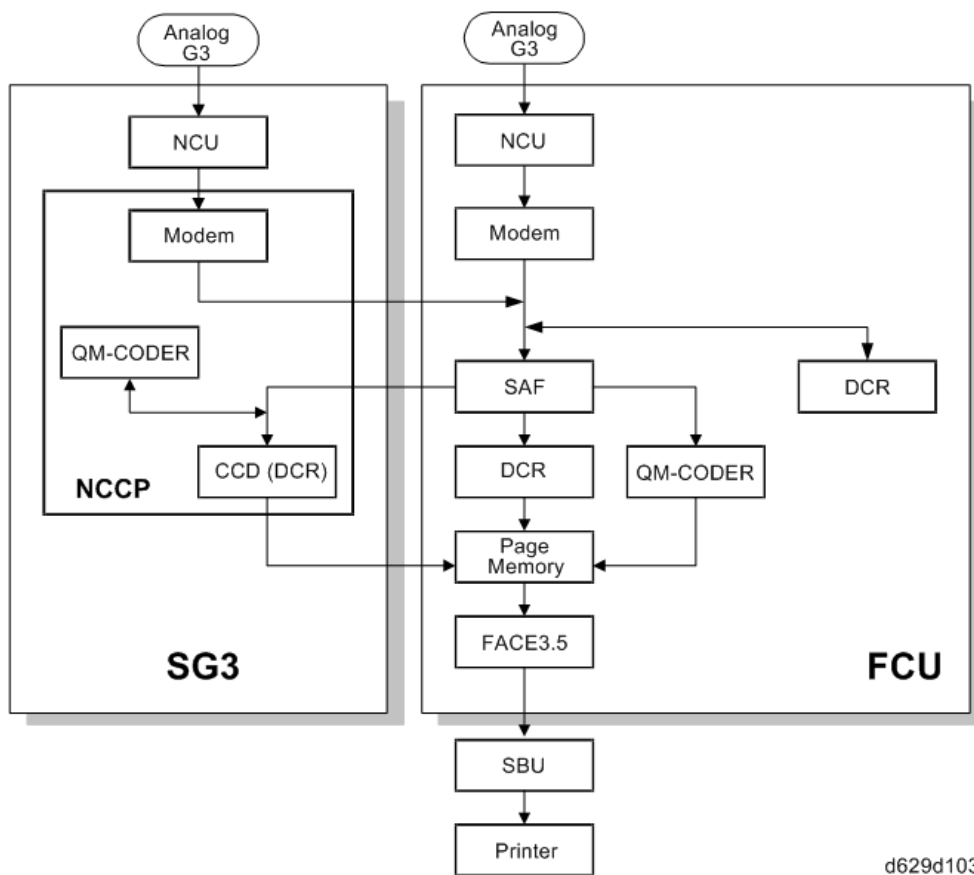 Analog
G3
Analog
G3
NCU
NCU
Modem
Modem
QM-CODER
SAF
DCR
CCD (DCR)
DCR
QM-CODER
NCCP
Page
Memory
FACE3.5
SG3
FCU
SBU
Printer
d629d103